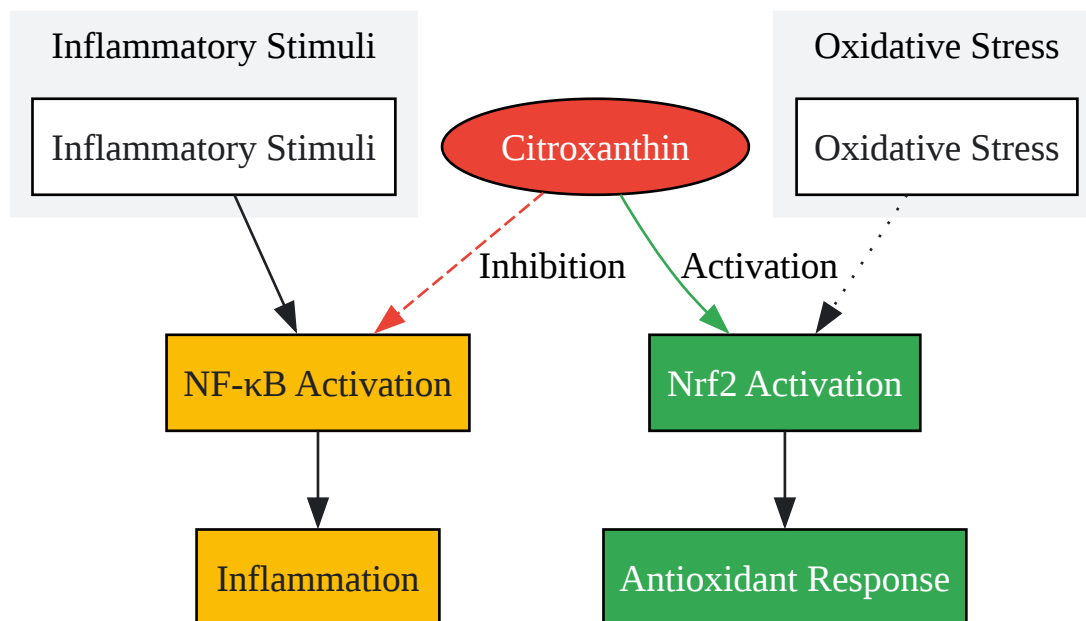 Inflammatory Stimuli
Oxidative Stress
Inflammatory Stimuli
Citroxanthin
Oxidative Stress
Inhibition
Activation
NF-κB Activation
Nrf2 Activation
Inflammation
Antioxidant Response